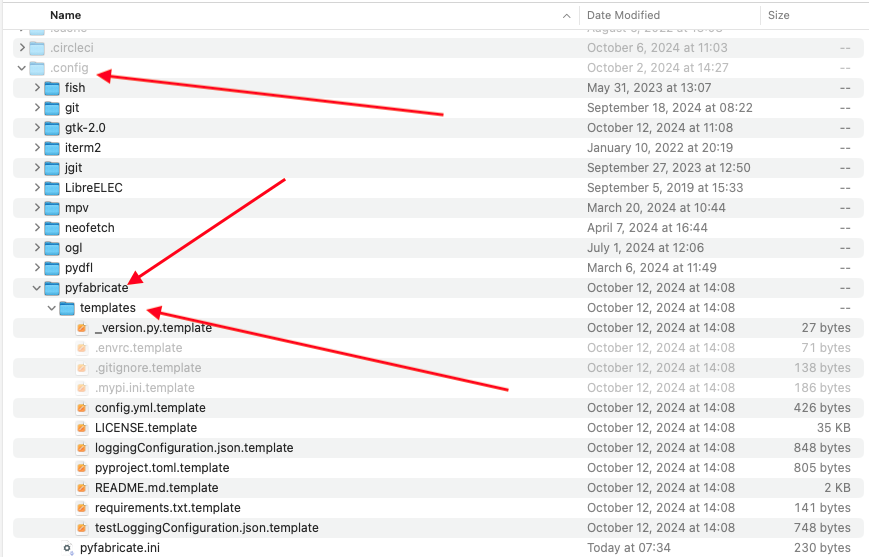 Name Date Modified Size
.cache August 6, 2022 at 18:03
.circleci October 6, 2024 at 11:03 --
.config October 2, 2024 at 14:27 --
fish May 31, 2023 at 13:07 --
git September 18, 2024 at 08:22 --
gtk-2.0 October 12, 2024 at 11:08 --
iterm2 January 10, 2022 at 20:19 --
jgit September 27, 2023 at 12:50 --
LibreELEC September 5, 2019 at 15:33 --
mpv March 20, 2024 at 10:44 --
neofetch April 7, 2024 at 16:44 --
ogl July 1, 2024 at 12:06 --
pydfl March 6, 2024 at 11:49 --
pyfabricate October 12, 2024 at 14:08 --
templates October 12, 2024 at 14:08 --
_version.py.template October 12, 2024 at 14:08 27 bytes
.envrc.template October 12, 2024 at 14:08 71 bytes
.gitignore.template October 12, 2024 at 14:08 138 bytes
.mypi.ini.template October 12, 2024 at 14:08 186 bytes
config.yml.template October 12, 2024 at 14:08 426 bytes
LICENSE.template October 12, 2024 at 14:08 35 KB
loggingConfiguration.json.template October 12, 2024 at 14:08 848 bytes
pyproject.toml.template October 12, 2024 at 14:08 805 bytes
README.md.template October 12, 2024 at 14:08 2 KB
requirements.txt.template October 12, 2024 at 14:08 141 bytes
testLoggingConfiguration.json.template October 12, 2024 at 14:08 748 bytes
pyfabricate.ini Today at 07:34 230 bytes